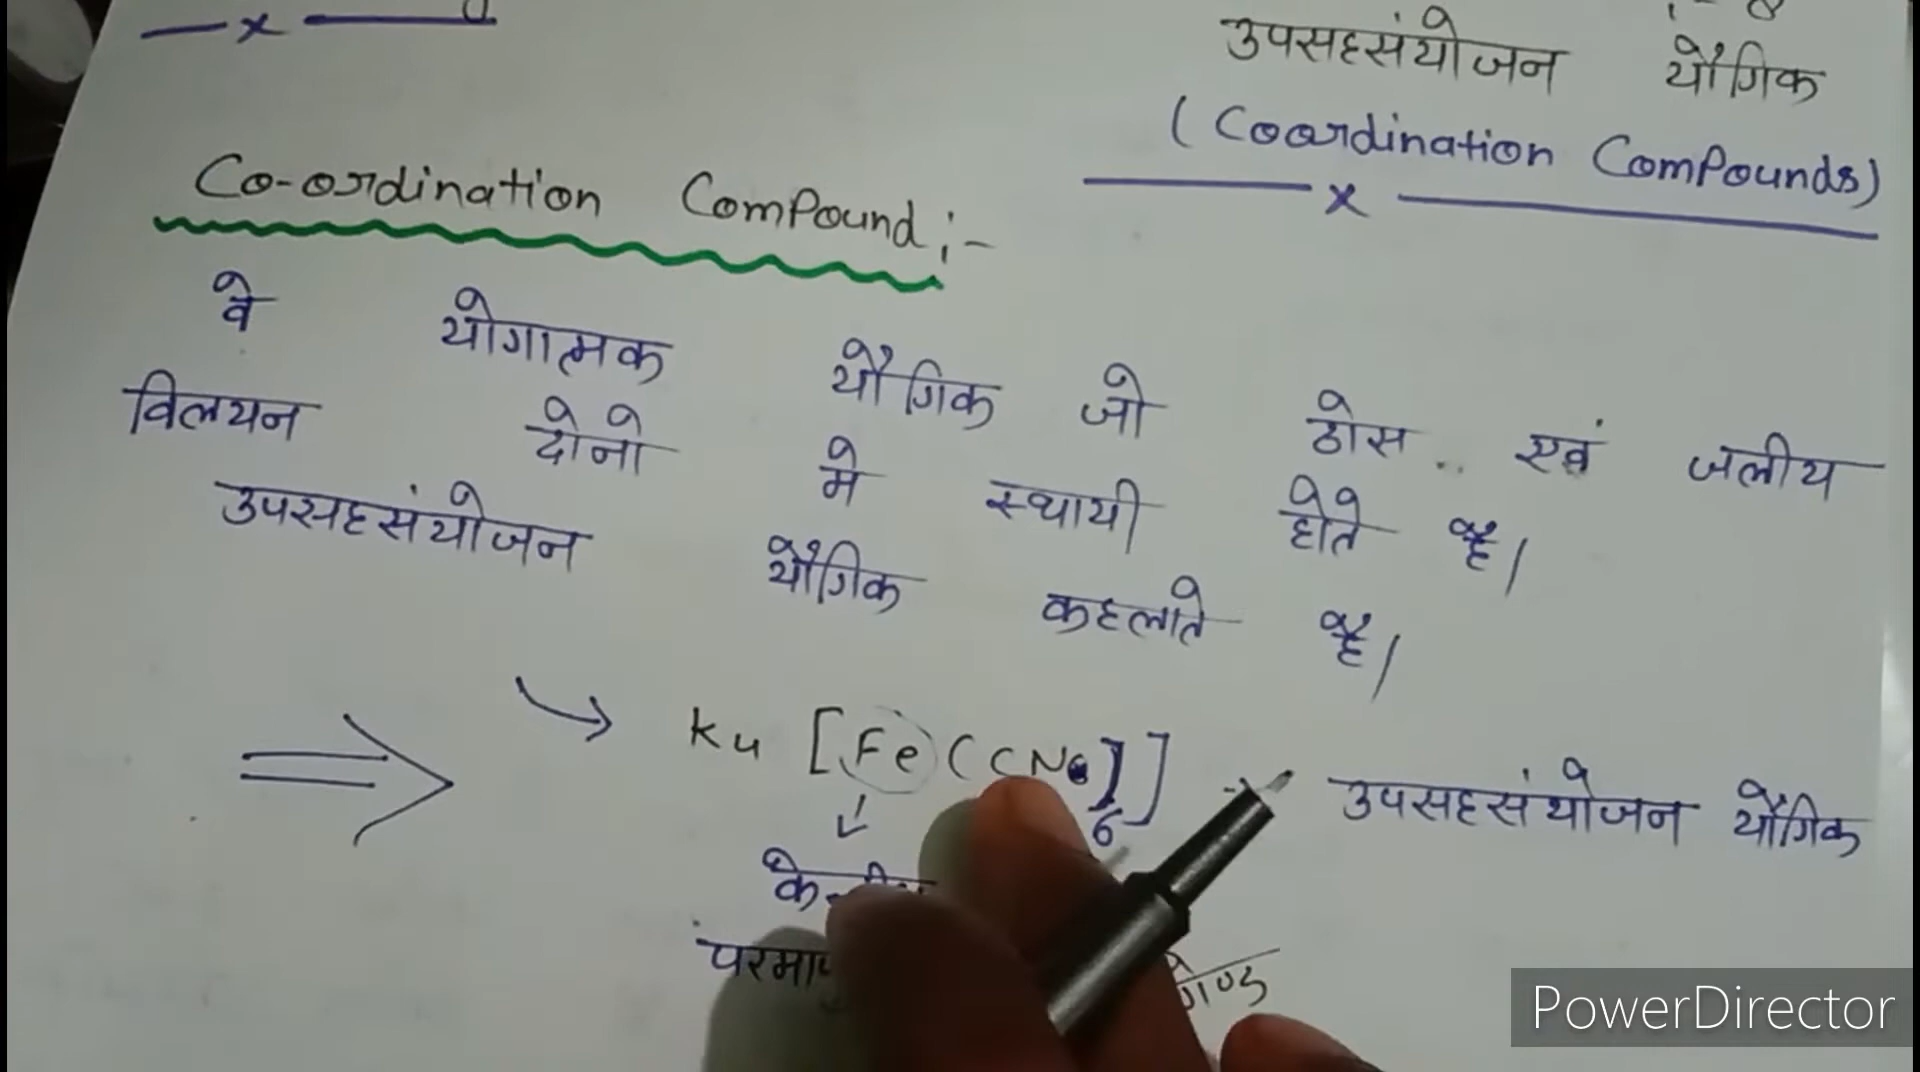 उपसहसंयोजन यौगिक
(Coordination Compounds)
Co-ordination Compound:-
वे योगात्मक यौगिक जो ठोस एवं जलीय
विलयन दोनो मे स्थायी होते है।
उपसहसंयोजन यौगिक कहलाते है।
K4 [Fe(CN)6] → उपसहसंयोजन यौगिक
PowerDirector